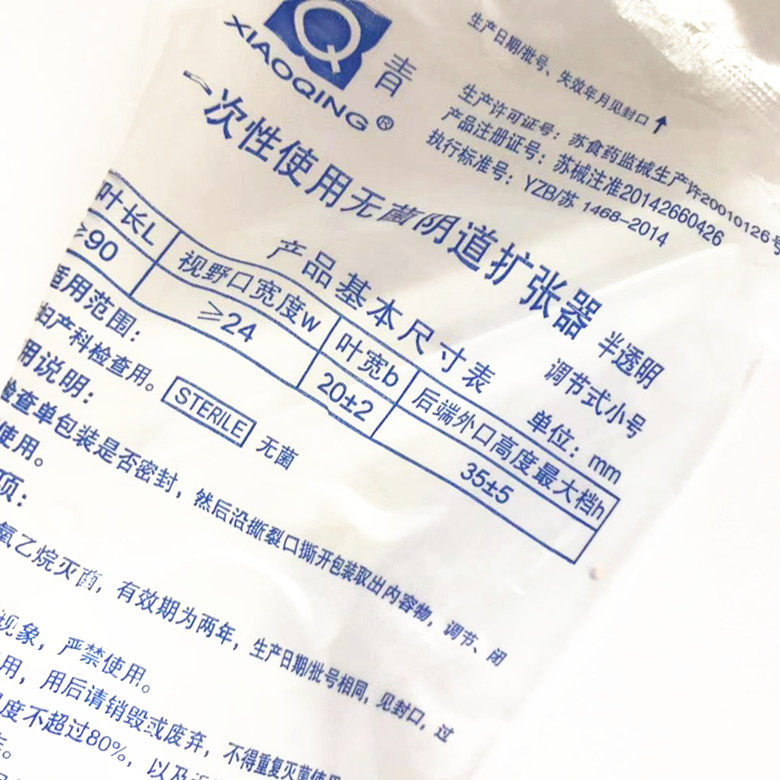 Q 青
XIAOQING®
生产日期/批号、失效年月见封口↑
生产许可证号：苏食药监械生产许20010126号
产品注册证号：苏械注准20142660426
执行标准号：YZB/苏 1468-2014
一次性使用无菌阴道扩张器 半透明
调节式小号
产品基本尺寸表 单位：mm
叶长L 视野口宽度w 叶宽b 后端外口高度最大档h
≥90 ≥24 20±2 35±5
适用范围：
妇产科检查用。
STERILE 无菌
用说明：
检查单包装是否密封，然后沿撕裂口撕开包装取出内容物，调节、闭
使用。
项：
氧乙烷灭菌，有效期为两年，生产日期/批号相同，见封口，过
现象，严禁使用。
用，用后请销毁或废弃，不得重复灭菌使用
度不超过80%，以及